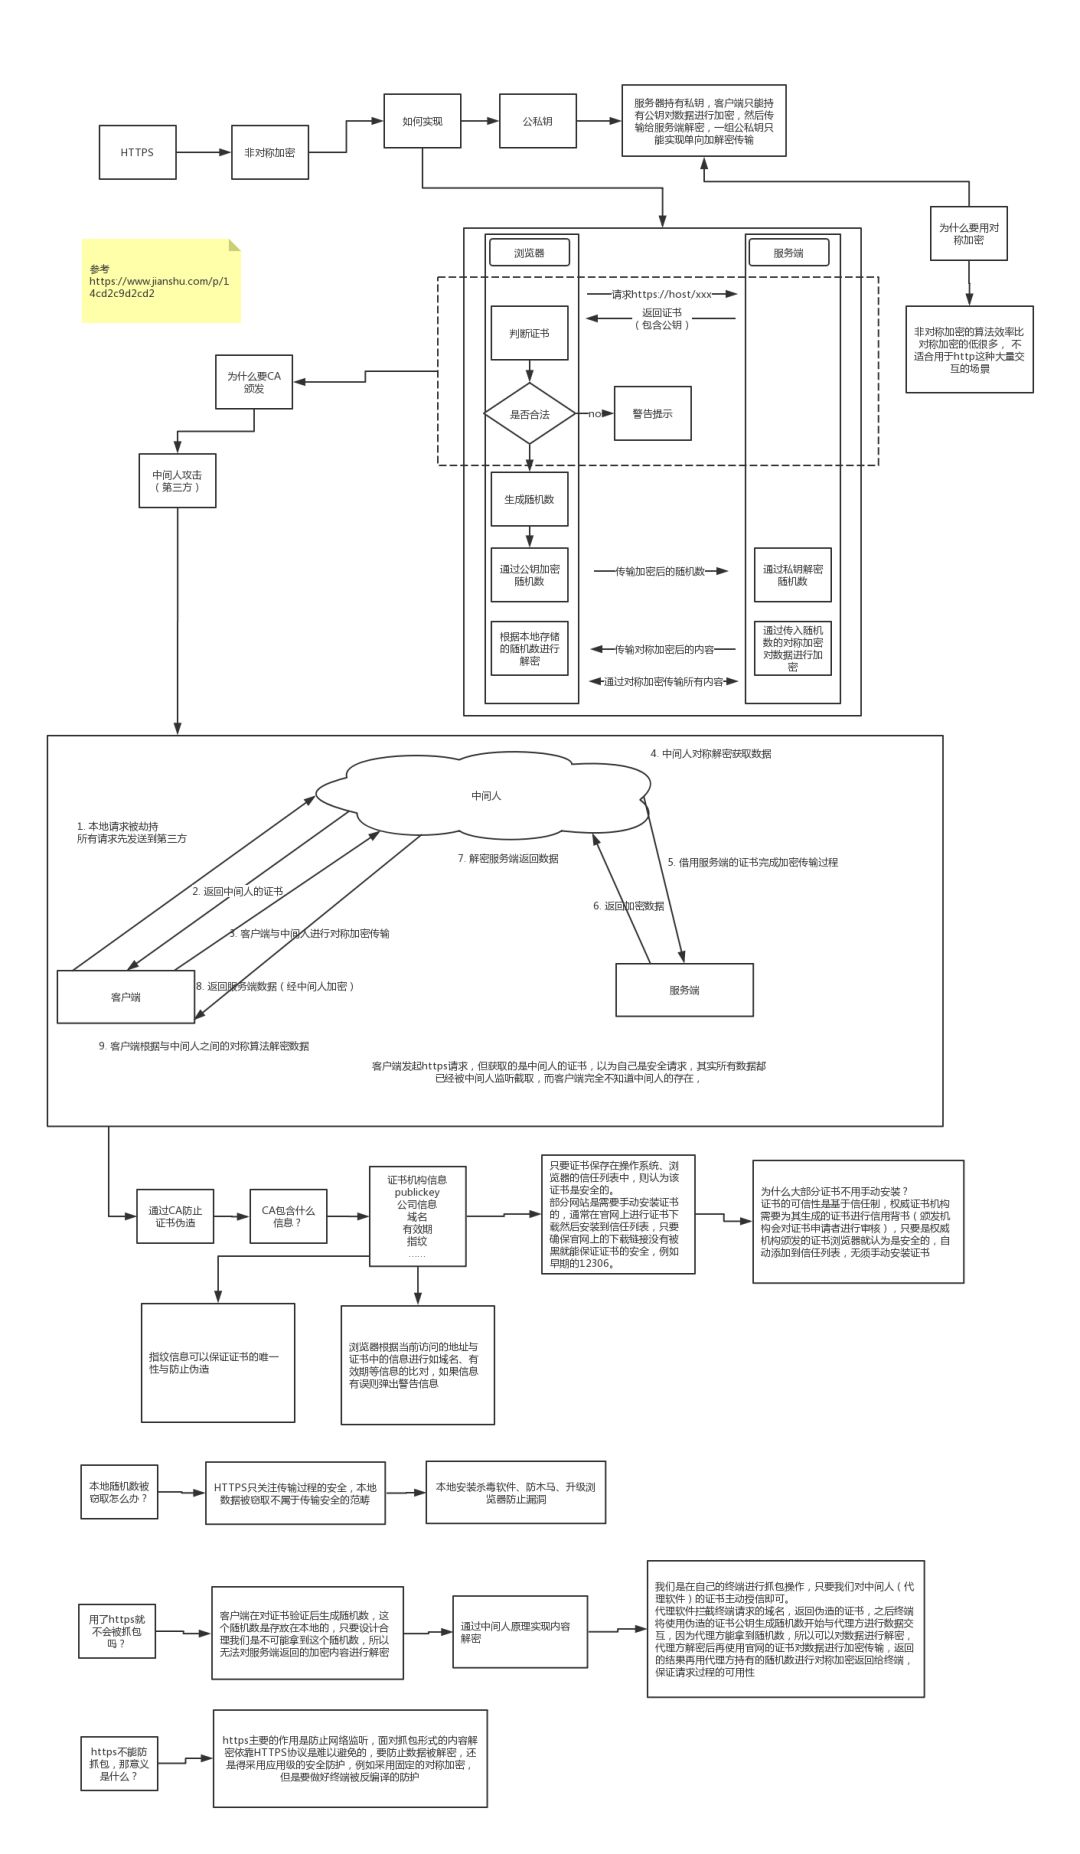 HTTPS
非对称加密
如何实现
公私钥
服务器持有私钥，客户端只能持
有公钥对数据进行加密，然后传
输给服务端解密，一组公私钥只
能实现单向加解密传输
为什么要用对
称加密
非对称加密的算法效率比
对称加密的低很多， 不
适合用于http这种大量交
互的场景
参考
https://www.jianshu.com/p/1
4cd2c9d2cd2
浏览器
服务端
请求https://host/xxx
返回证书
（包含公钥）
判断证书
是否合法
no
警告提示
生成随机数
通过公钥加密
随机数
传输加密后的随机数
通过私钥解密
随机数
根据本地存储
的随机数进行
解密
传输对称加密后的内容
通过传入随机
数的对称加密
对数据进行加
密
通过对称加密传输所有内容
为什么要CA
颁发
中间人攻击
（第三方）
中间人
4. 中间人对称解密获取数据
1. 本地请求被劫持
所有请求先发送到第三方
7. 解密服务端返回数据
5. 借用服务端的证书完成加密传输过程
2. 返回中间人的证书
6. 返回加密数据
3. 客户端与中间人进行对称加密传输
8. 返回服务端数据（经中间人加密）
客户端
服务端
9. 客户端根据与中间人之间的对称算法解密数据
客户端发起https请求，但获取的是中间人的证书，以为自己是安全请求，其实所有数据都
已经被中间人监听截取，而客户端完全不知道中间人的存在，
通过CA防止
证书伪造
CA包含什么
信息？
证书机构信息
publickey
公司信息
域名
有效期
指纹
……
只要证书保存在操作系统、浏
览器的信任列表中，则认为该
证书是安全的。
部分网站是需要手动安装证书
的，通常在官网上进行证书下
载然后安装到信任列表，只要
确保官网上的下载链接没有被
黑就能保证证书的安全，例如
早期的12306。
为什么大部分证书不用手动安装？
证书的可信性是基于信任制，权威证书机构
需要为其生成的证书进行信用背书（颁发机
构会对证书申请者进行审核），只要是权威
机构颁发的证书浏览器就认为是安全的，自
动添加到信任列表，无须手动安装证书
指纹信息可以保证证书的唯一
性与防止伪造
浏览器根据当前访问的地址与
证书中的信息进行如域名、有
效期等信息的比对，如果信息
有误则弹出警告信息
本地随机数被
窃取怎么办？
HTTPS只关注传输过程的安全，本地
数据被窃取不属于传输安全的范畴
本地安装杀毒软件、防木马、升级浏
览器防止漏洞
用了https就
不会被抓包
吗？
客户端在对证书验证后生成随机数，这
个随机数是存放在本地的，只要设计合
理我们是不可能拿到这个随机数，所以
无法对服务端返回的加密内容进行解密
通过中间人原理实现内容
解密
我们是在自己的终端进行抓包操作，只要我们对中间人（代
理软件）的证书主动授信即可。
代理软件拦截终端请求的域名，返回伪造的证书，之后终端
将使用伪造的证书公钥生成随机数开始与代理方进行数据交
互，因为代理方能拿到随机数，所以可以对数据进行解密，
代理方解密后再使用官网的证书对数据进行加密传输，返回
的结果再用代理方持有的随机数进行对称加密返回给终端，
保证请求过程的可用性
https不能防
抓包，那意义
是什么？
https主要的作用是防止网络监听，面对抓包形式的内容解
密依靠HTTPS协议是难以避免的，要防止数据被解密，还
是得采用应用级的安全防护，例如采用固定的对称加密，
但是要做好终端被反编译的防护